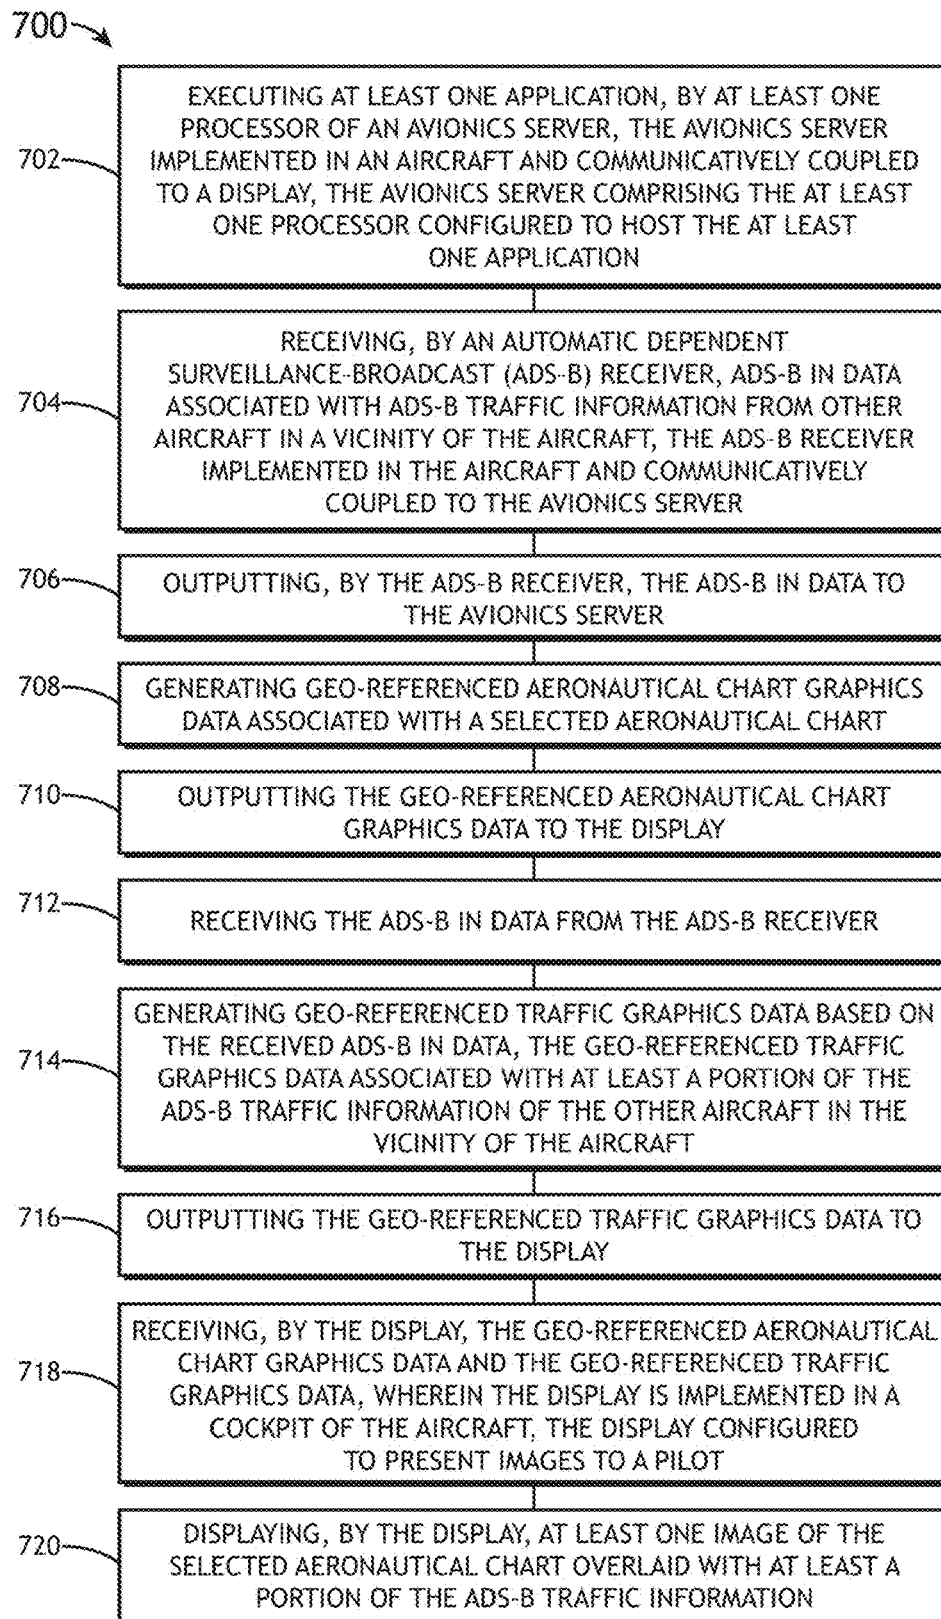 700
702
EXECUTING AT LEAST ONE APPLICATION, BY AT LEAST ONE
PROCESSOR OF AN AVIONICS SERVER, THE AVIONICS SERVER
IMPLEMENTED IN AN AIRCRAFT AND COMMUNICATIVELY COUPLED
TO A DISPLAY, THE AVIONICS SERVER COMPRISING THE AT LEAST
ONE PROCESSOR CONFIGURED TO HOST THE AT LEAST
ONE APPLICATION
704
RECEIVING, BY AN AUTOMATIC DEPENDENT
SURVEILLANCE-BROADCAST (ADS-B) RECEIVER, ADS-B IN DATA
ASSOCIATED WITH ADS-B TRAFFIC INFORMATION FROM OTHER
AIRCRAFT IN A VICINITY OF THE AIRCRAFT, THE ADS-B RECEIVER
IMPLEMENTED IN THE AIRCRAFT AND COMMUNICATIVELY
COUPLED TO THE AVIONICS SERVER
706
OUTPUTTING, BY THE ADS-B RECEIVER, THE ADS-B IN DATA TO
THE AVIONICS SERVER
708
GENERATING GEO-REFERENCED AERONAUTICAL CHART GRAPHICS
DATA ASSOCIATED WITH A SELECTED AERONAUTICAL CHART
710
OUTPUTTING THE GEO-REFERENCED AERONAUTICAL CHART
GRAPHICS DATA TO THE DISPLAY
712
RECEIVING THE ADS-B IN DATA FROM THE ADS-B RECEIVER
714
GENERATING GEO-REFERENCED TRAFFIC GRAPHICS DATA BASED ON
THE RECEIVED ADS-B IN DATA, THE GEO-REFERENCED TRAFFIC
GRAPHICS DATA ASSOCIATED WITH AT LEAST A PORTION OF THE
ADS-B TRAFFIC INFORMATION OF THE OTHER AIRCRAFT IN THE
VICINITY OF THE AIRCRAFT
716
OUTPUTTING THE GEO-REFERENCED TRAFFIC GRAPHICS DATA TO
THE DISPLAY
718
RECEIVING, BY THE DISPLAY, THE GEO-REFERENCED AERONAUTICAL
CHART GRAPHICS DATA AND THE GEO-REFERENCED TRAFFIC
GRAPHICS DATA, WHEREIN THE DISPLAY IS IMPLEMENTED IN A
COCKPIT OF THE AIRCRAFT, THE DISPLAY CONFIGURED
TO PRESENT IMAGES TO A PILOT
720
DISPLAYING, BY THE DISPLAY, AT LEAST ONE IMAGE OF THE
SELECTED AERONAUTICAL CHART OVERLAID WITH AT LEAST A
PORTION OF THE ADS-B TRAFFIC INFORMATION